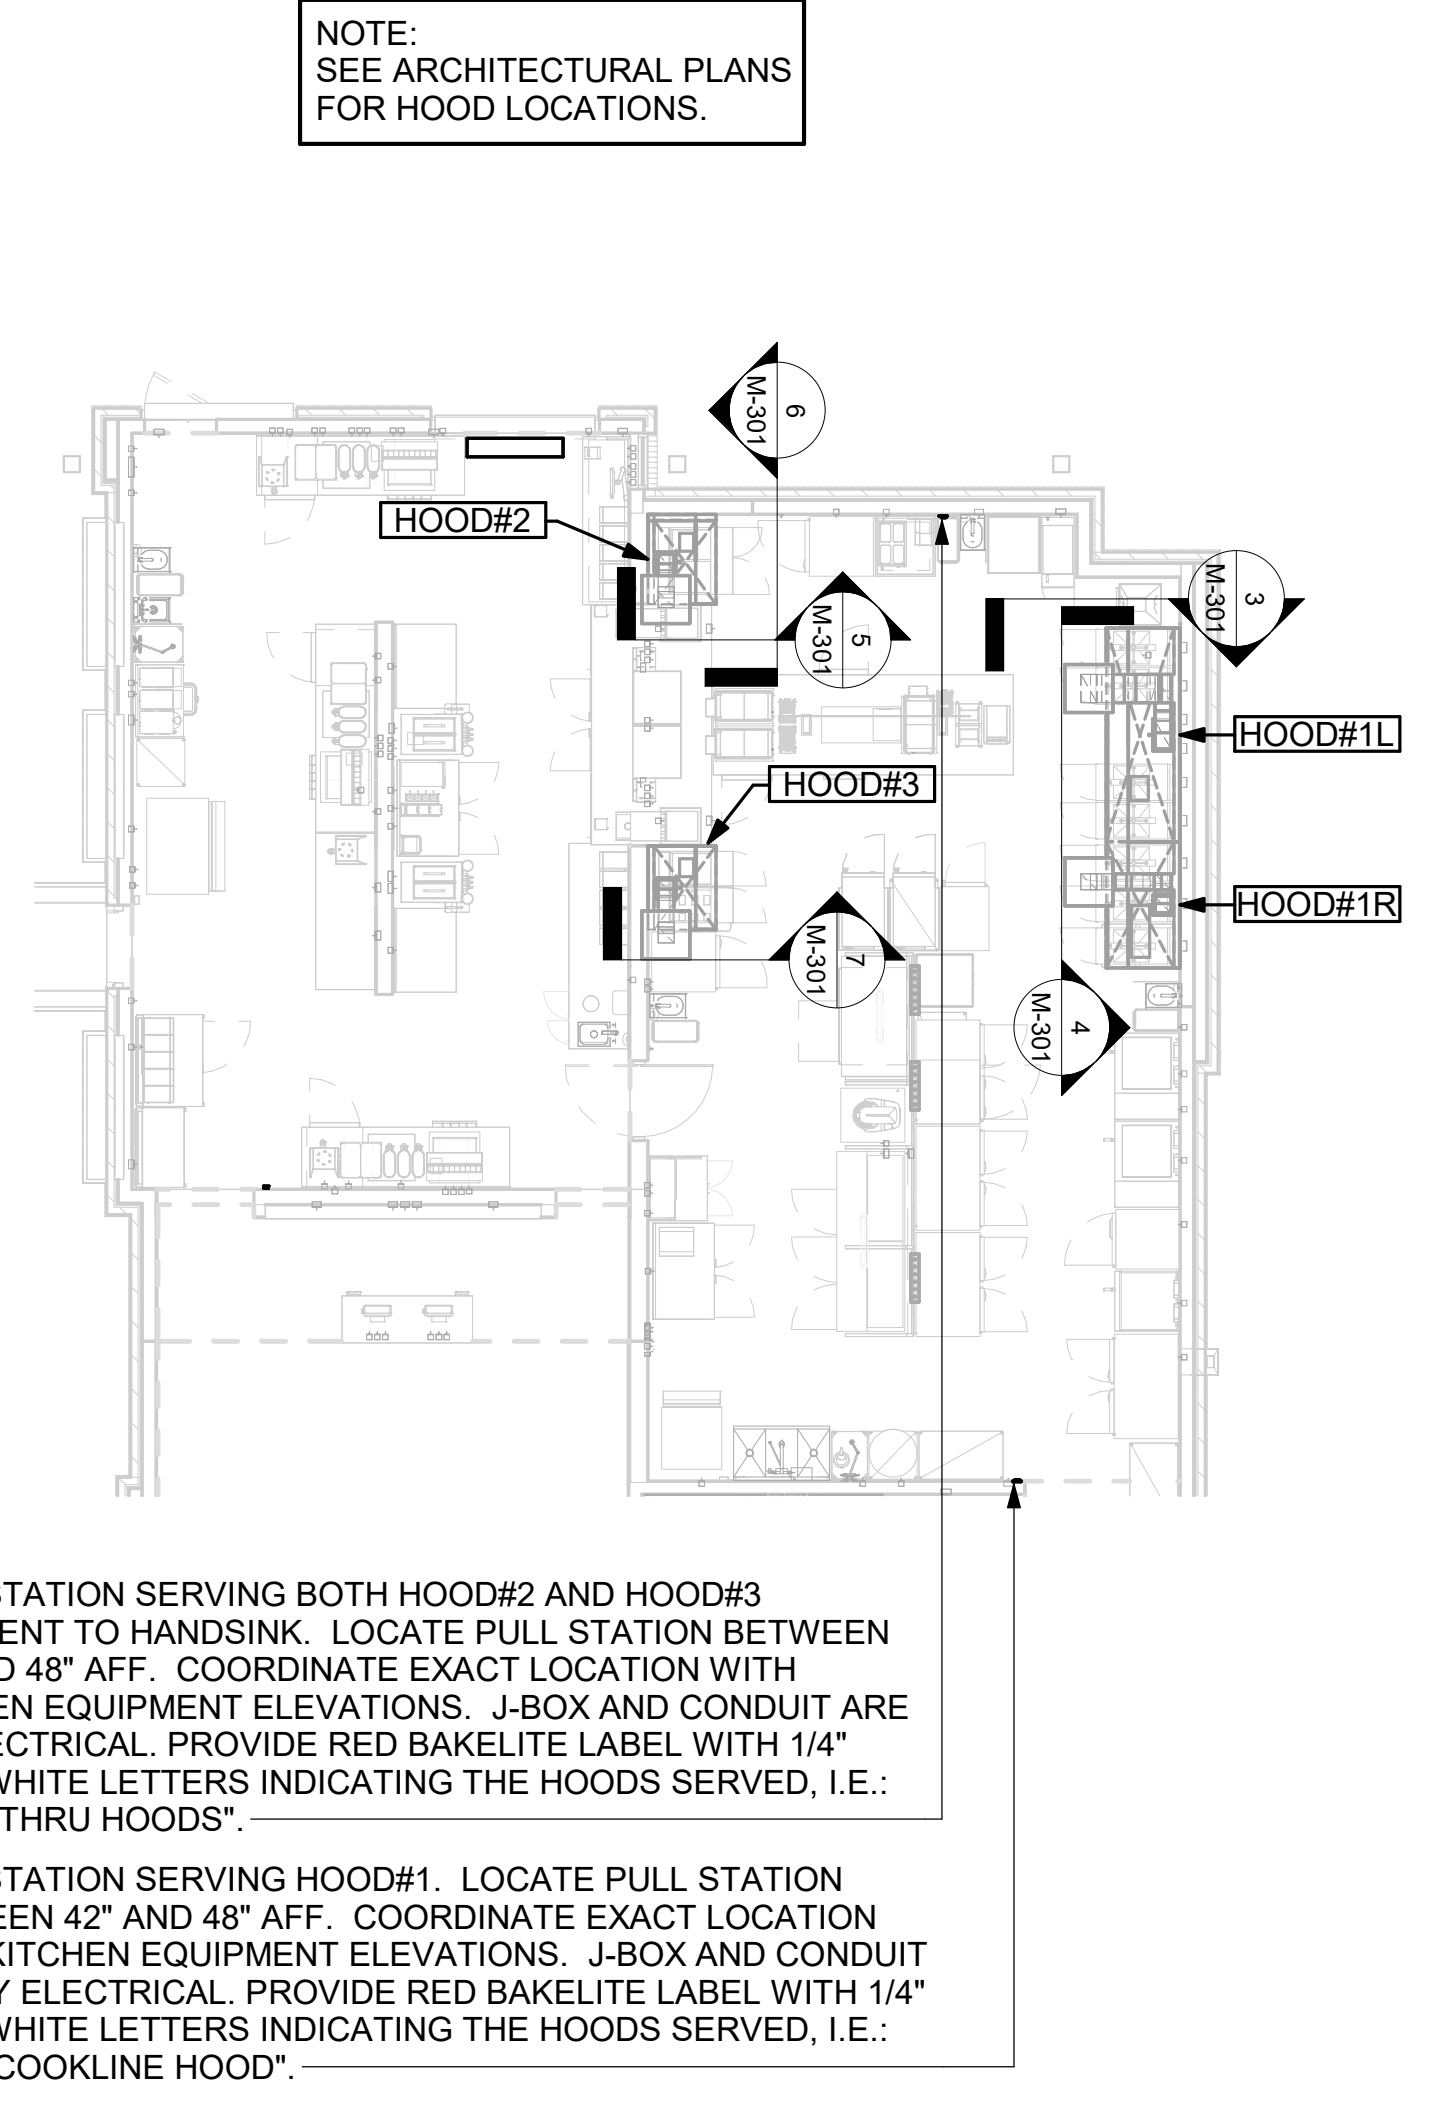 NOTE:
SEE ARCHITECTURAL PLANS
FOR HOOD LOCATIONS.
6
M-301
HOOD#2
3
M-301
5
M-301
HOOD#1L
HOOD#3
HOOD#1R
7
M-301
4
M-301
STATION SERVING BOTH HOOD#2 AND HOOD#3
ENT TO HANDSINK. LOCATE PULL STATION BETWEEN
D 48" AFF. COORDINATE EXACT LOCATION WITH
EN EQUIPMENT ELEVATIONS. J-BOX AND CONDUIT ARE
ECTRICAL. PROVIDE RED BAKELITE LABEL WITH 1/4"
WHITE LETTERS INDICATING THE HOODS SERVED, I.E.:
THRU HOODS".
STATION SERVING HOOD#1. LOCATE PULL STATION
EEN 42" AND 48" AFF. COORDINATE EXACT LOCATION
KITCHEN EQUIPMENT ELEVATIONS. J-BOX AND CONDUIT
Y ELECTRICAL. PROVIDE RED BAKELITE LABEL WITH 1/4"
WHITE LETTERS INDICATING THE HOODS SERVED, I.E.:
COOKLINE HOOD".